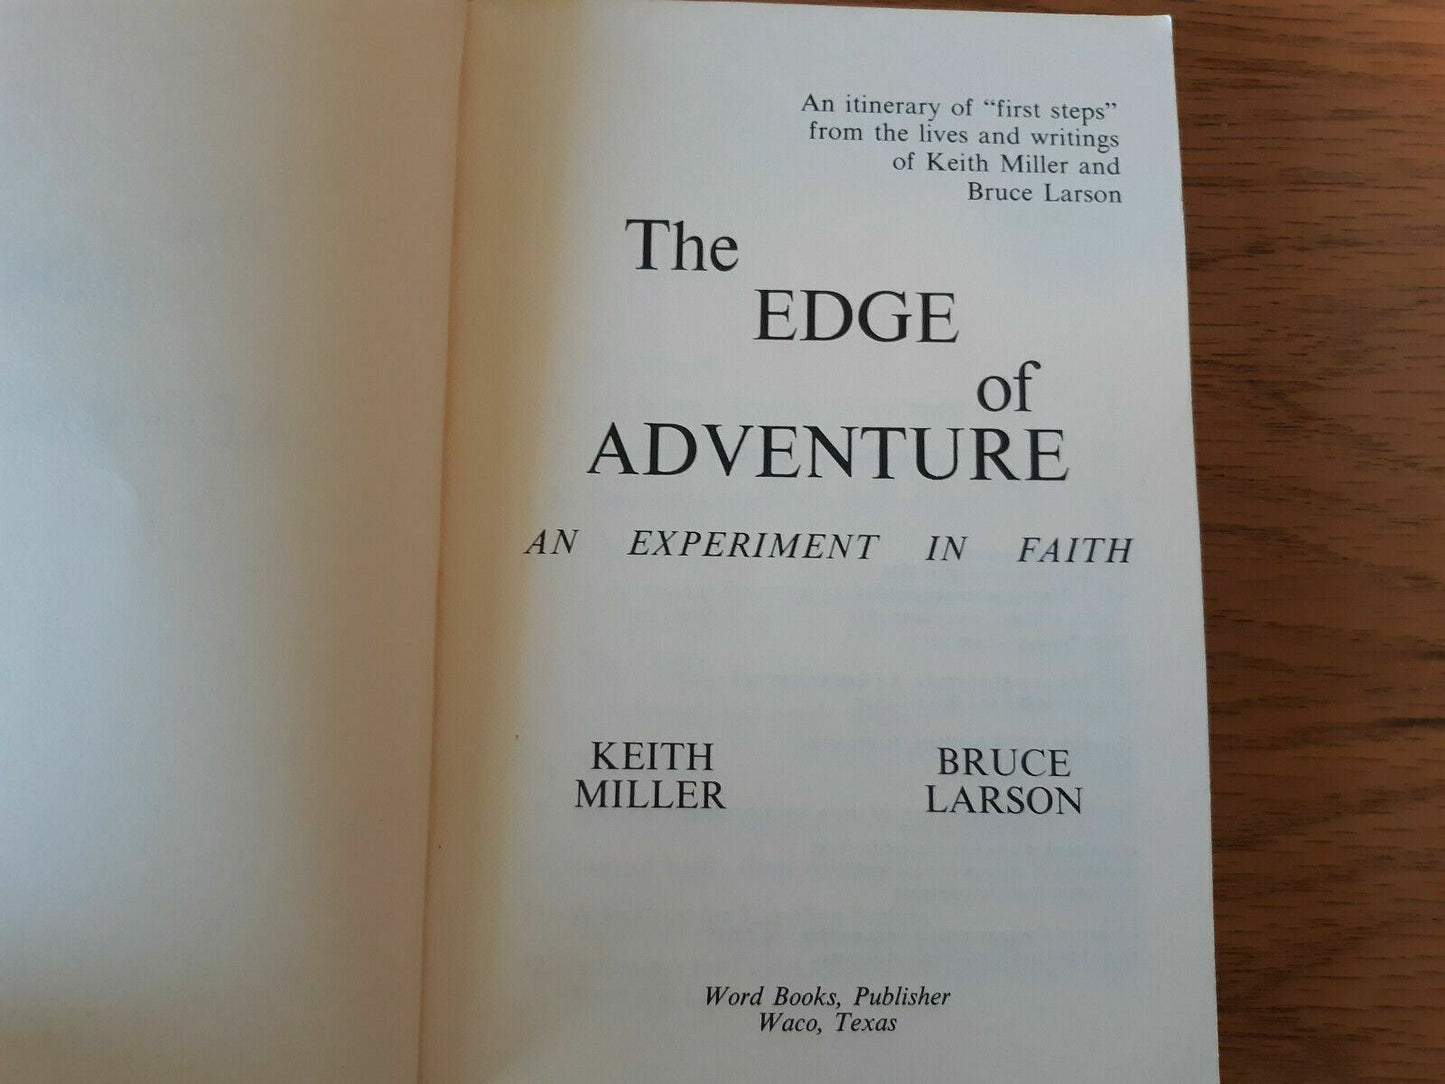 An itinerary of “first steps”
from the lives and writings
of Keith Miller and
Bruce Larson
The
EDGE
of
ADVENTURE
AN EXPERIMENT IN FAITH
KEITH
MILLER
BRUCE
LARSON
Word Books, Publisher
Waco, Texas